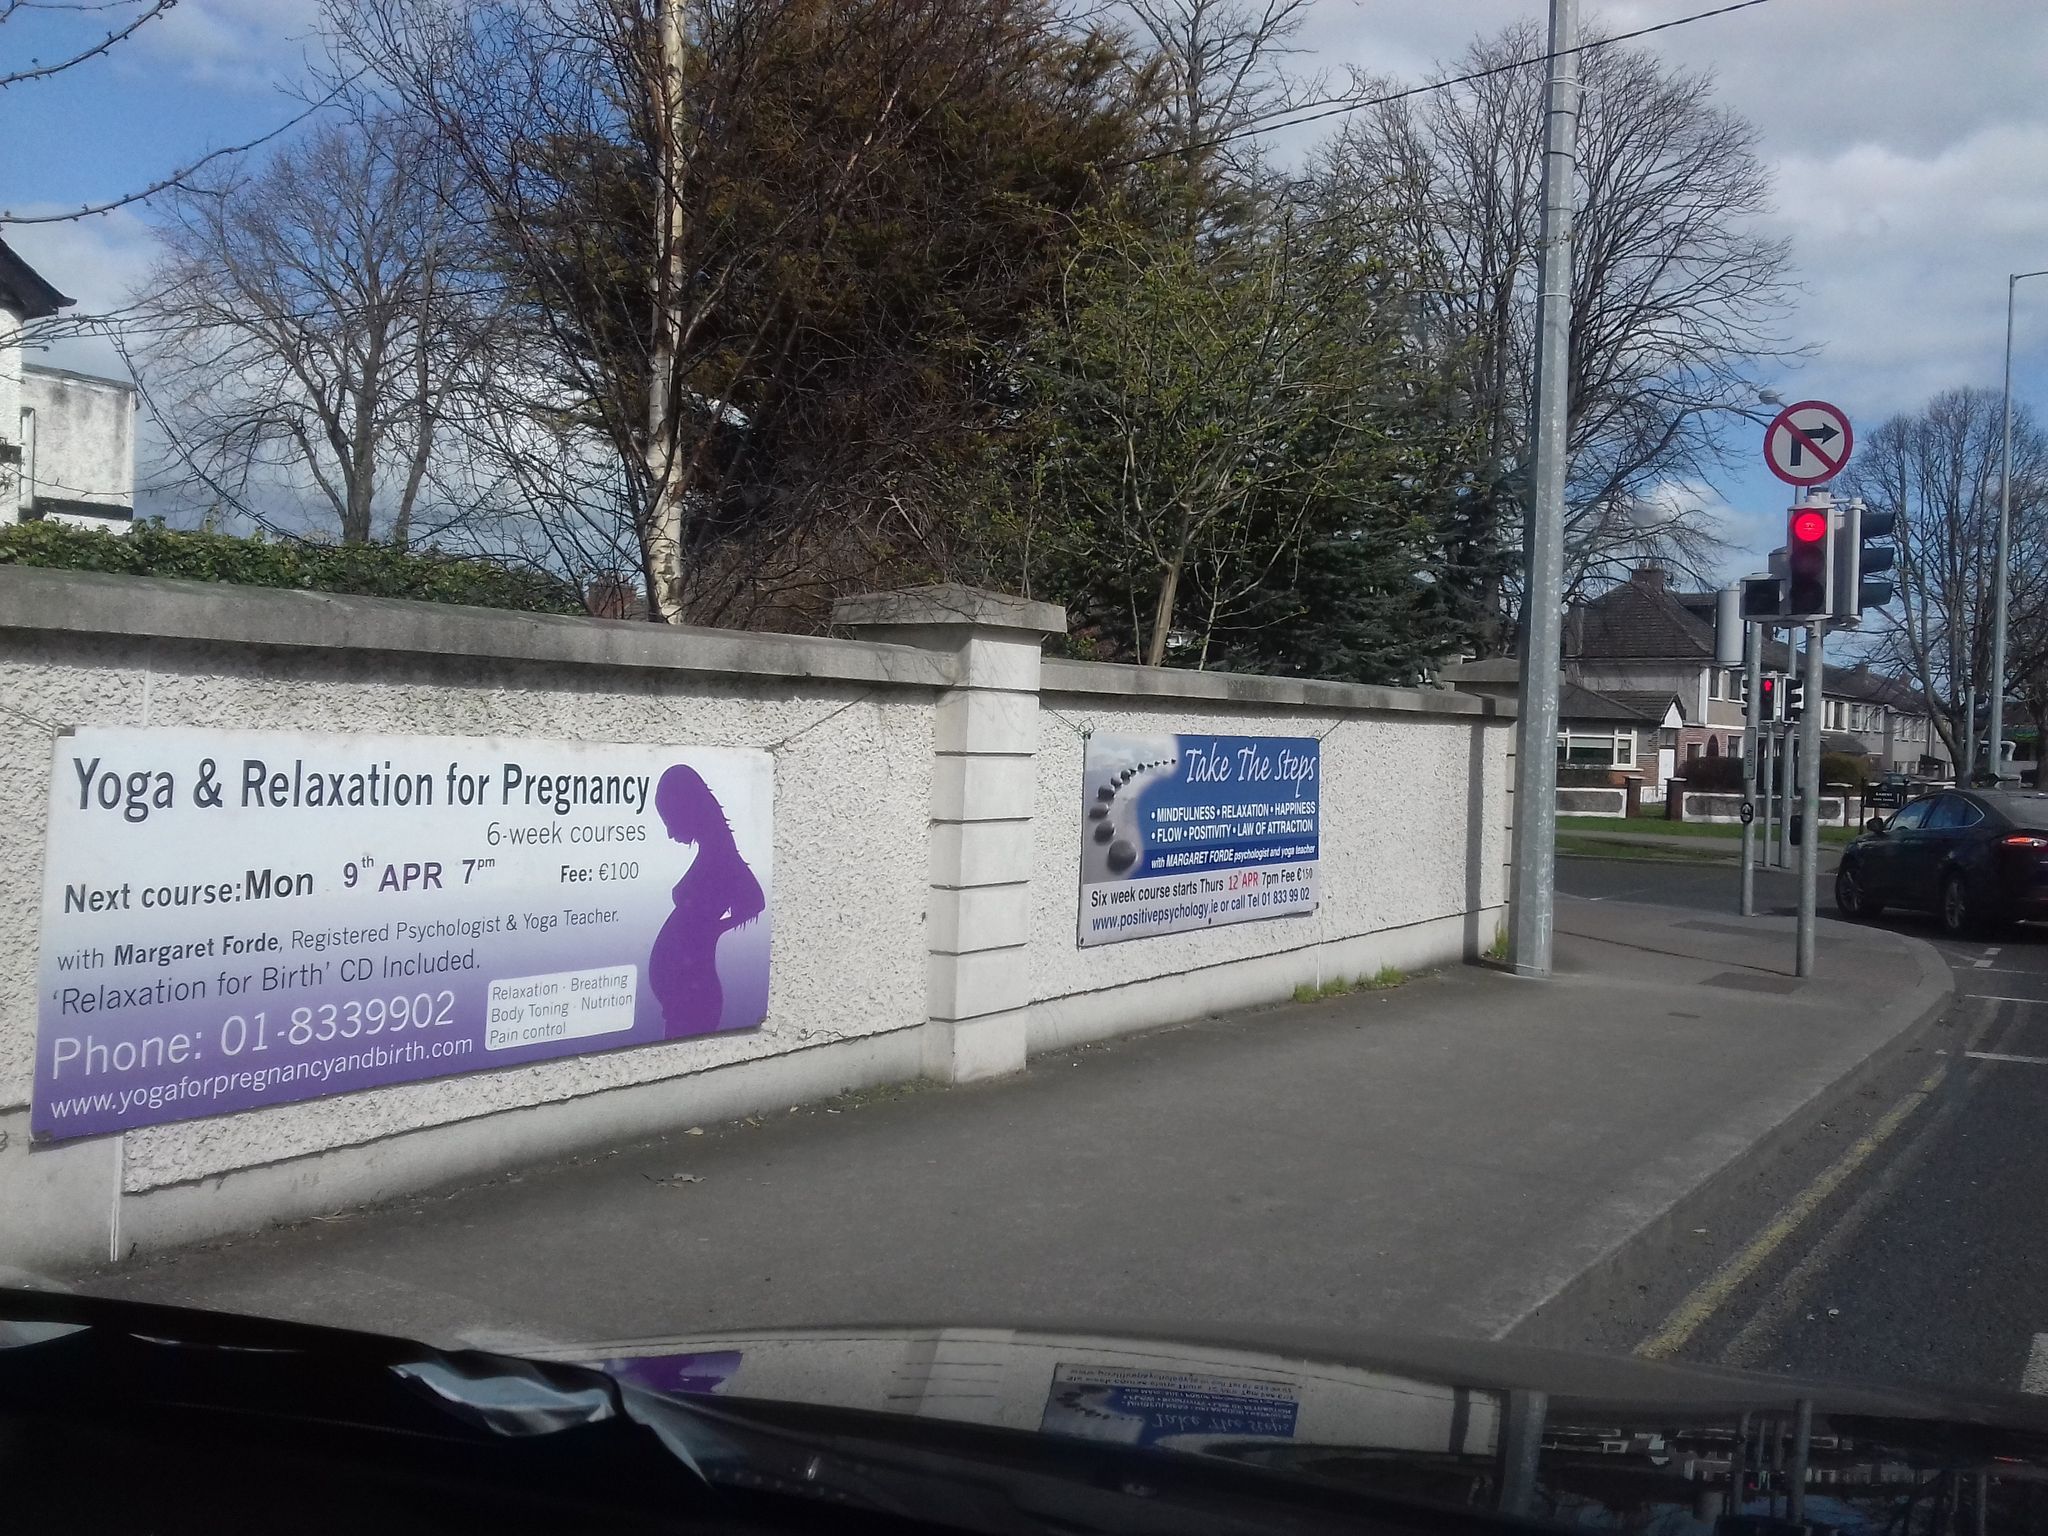 Yoga & Relaxation for Pregnancy
6-week courses
Next course: Mon 9th APR 7pm Fee: €100
with Margaret Forde, Registered Psychologist & Yoga Teacher.
'Relaxation for Birth' CD Included.
Phone: 01-8339902
www.yogaforpregnancyandbirth.com
Relaxation · Breathing
Body Toning · Nutrition
Pain control
Take The Steps
• MINDFULNESS • RELAXATION • HAPPINESS
• FLOW • POSITIVITY • LAW OF ATTRACTION
with MARGARET FORDE psychologist and yoga teacher
Six week course starts Thurs 12th APR 7pm Fee €150
www.positivepsychology.ie or call Tel 01 833 99 02